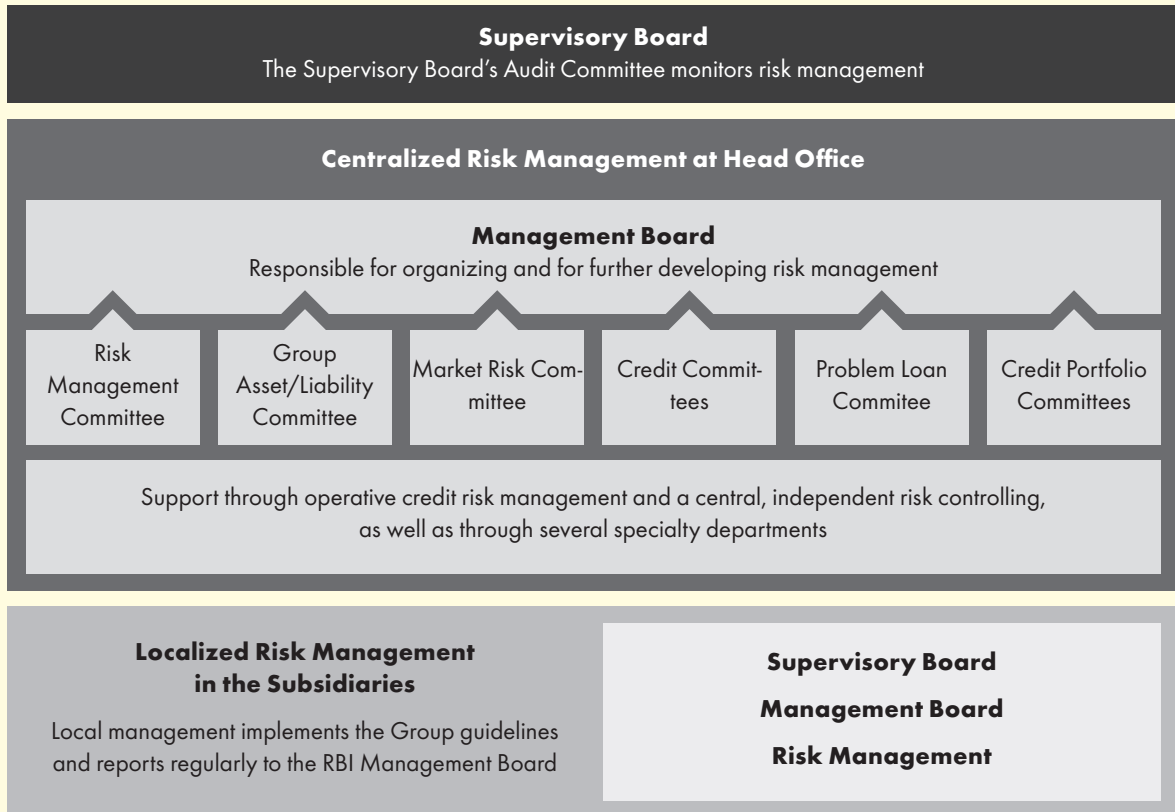 Supervisory Board
The Supervisory Board’s Audit Committee monitors risk management
Centralized Risk Management at Head Office
Management Board
Responsible for organizing and for further developing risk management
Risk
Management
Committee
Group
Asset/Liability
Committee
Market Risk Com-
mittee
Credit Commit-
tees
Problem Loan
Commitee
Credit Portfolio
Committees
Support through operative credit risk management and a central, independent risk controlling,
as well as through several specialty departments
Localized Risk Management
in the Subsidiaries
Local management implements the Group guidelines
and reports regularly to the RBI Management Board
Supervisory Board
Management Board
Risk Management